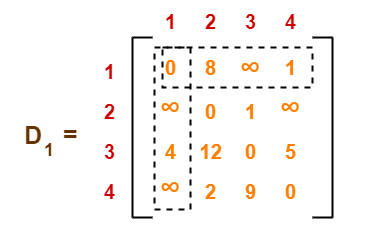 1 2 3 4
1 0 8 ∞ 1
2 ∞ 0 1 ∞
D1 =
3 4 12 0 5
4 ∞ 2 9 0